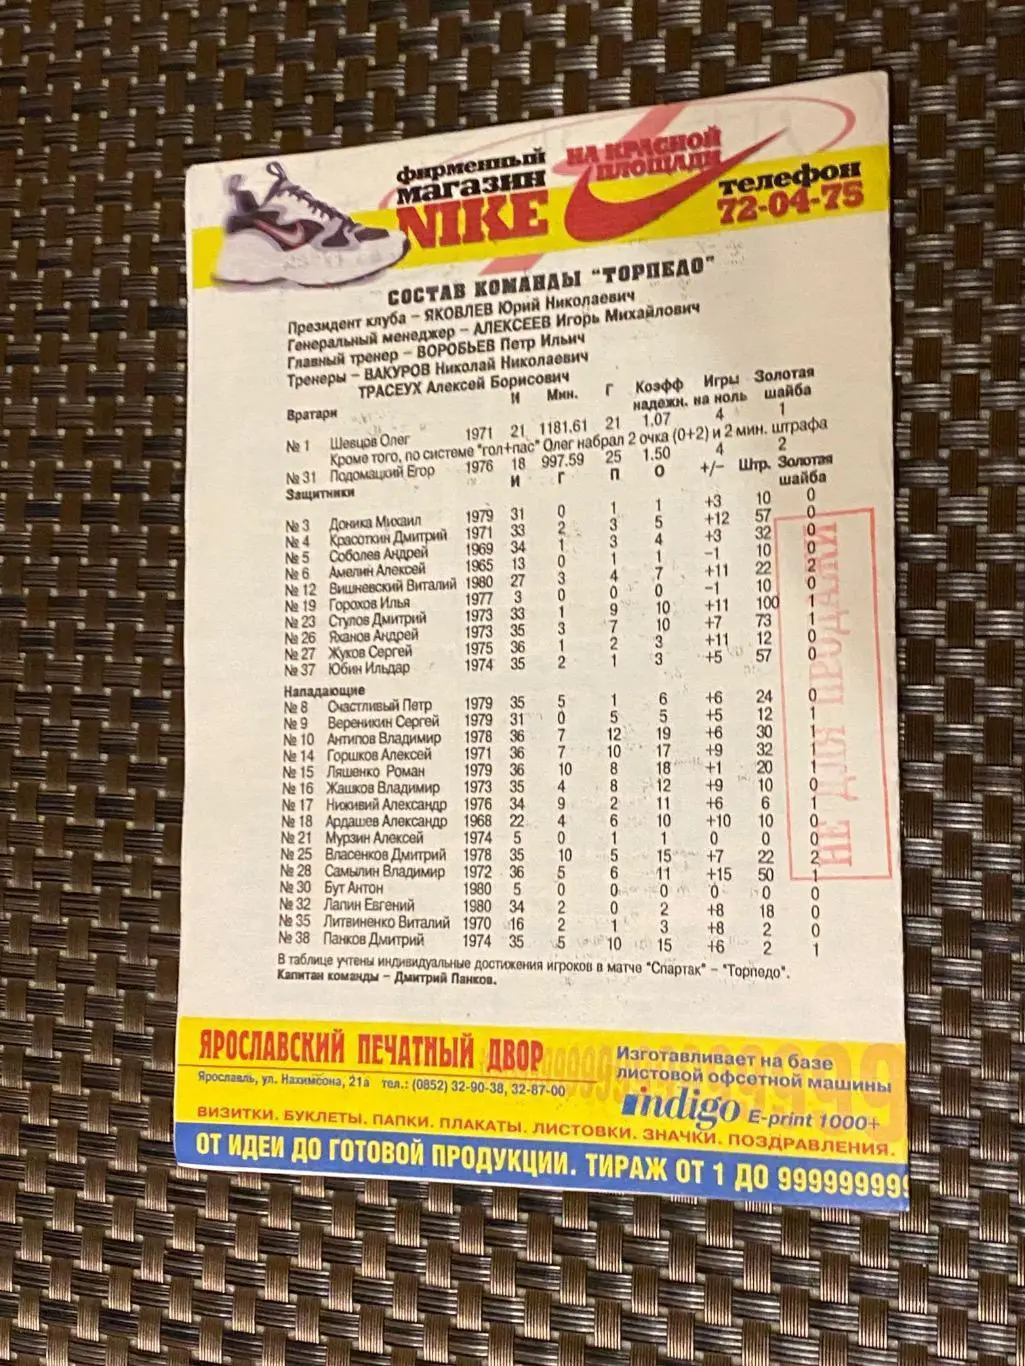 фирменный
магазин
NIKE
НА КРАСНОЙ
ПЛОЩАДИ
телефон
72-04-75
СОСТАВ КОМАНДЫ "ТОРПЕДО"
Президент клуба – ЯКОВЛЕВ Юрий Николаевич
Генеральный менеджер – АЛЕКСЕЕВ Игорь Михайлович
Главный тренер – ВОРОБЬЕВ Петр Ильич
Тренеры – ВАКУРОВ Николай Николаевич
ТРАСЕУХ Алексей Борисович
Вратари И Мин. Г Коэфф надежн. Игры на ноль Золотая шайба
№ 1 Шевцов Олег 1971 21 1181.61 21 1.07 4 1
Кроме того, по системе "гол+пас" Олег набрал 2 очка (0+2) и 2 мин. штрафа
№ 31 Подомацкий Егор 1976 18 997.59 25 1.50 4 2
Защитники И Г П О +/– Штр. Золотая шайба
№ 3 Доника Михаил 1979 31 0 1 1 +3 10 0
№ 4 Красоткин Дмитрий 1971 33 2 3 5 +12 57 0
№ 5 Соболев Андрей 1969 34 1 3 4 +3 32 0
№ 6 Амелин Алексей 1965 13 0 1 1 –1 10 0
№ 12 Вишневский Виталий 1980 27 3 4 7 +11 22 2
№ 19 Горохов Илья 1977 3 0 0 0 –1 10 0
№ 23 Стулов Дмитрий 1973 33 1 9 10 +11 100 1
№ 26 Яханов Андрей 1973 35 3 7 10 +7 73 1
№ 27 Жуков Сергей 1975 36 1 2 3 +11 12 0
№ 37 Юбин Ильдар 1974 35 2 1 3 +5 57 0
Нападающие
№ 8 Счастливый Петр 1979 35 5 1 6 +6 24 0
№ 9 Вереникин Сергей 1979 31 0 5 5 +5 12 1
№ 10 Антипов Владимир 1978 36 7 12 19 +6 30 1
№ 14 Горшков Алексей 1971 36 7 10 17 +9 32 1
№ 15 Ляшенко Роман 1979 36 10 8 18 +1 20 1
№ 16 Жашков Владимир 1973 35 4 8 12 +9 10 0
№ 17 Ниживий Александр 1976 34 9 2 11 +6 6 1
№ 18 Ардашев Александр 1968 22 4 6 10 +10 10 0
№ 21 Мурзин Алексей 1974 5 0 1 1 0 0 0
№ 25 Власенков Дмитрий 1978 35 10 5 15 +7 22 2
№ 28 Самылин Владимир 1972 36 5 6 11 +15 50 1
№ 30 Бут Антон 1980 5 0 0 0 0 0 0
№ 32 Лапин Евгений 1980 34 2 0 2 +8 18 0
№ 35 Литвиненко Виталий 1970 16 2 1 3 +8 2 0
№ 38 Панков Дмитрий 1974 35 5 10 15 +6 2 1
В таблице учтены индивидуальные достижения игроков в матче "Спартак" – "Торпедо".
Капитан команды – Дмитрий Панков.
НЕ ДЛЯ ПРОДАЖИ
ЯРОСЛАВСКИЙ ПЕЧАТНЫЙ ДВОР
Ярославль, ул. Нахимсона, 21а тел.: (0852) 32-90-38, 32-87-00
Изготавливает на базе
листовой офсетной машины
indigo E-print 1000+
ВИЗИТКИ. БУКЛЕТЫ. ПАПКИ. ПЛАКАТЫ. ЛИСТОВКИ. ЗНАЧКИ. ПОЗДРАВЛЕНИЯ.
ОТ ИДЕИ ДО ГОТОВОЙ ПРОДУКЦИИ. ТИРАЖ ОТ 1 ДО 9999999999